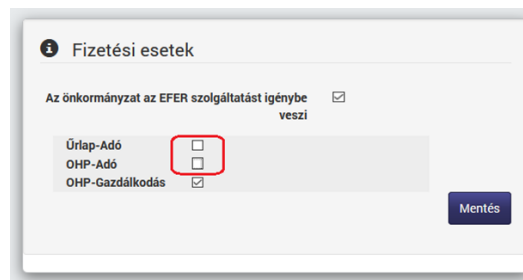 Fizetési esetek
Az önkormányzat az EFER szolgáltatást igénybe
veszi
Űrlap-Adó
OHP-Adó
OHP-Gazdálkodás
Mentés